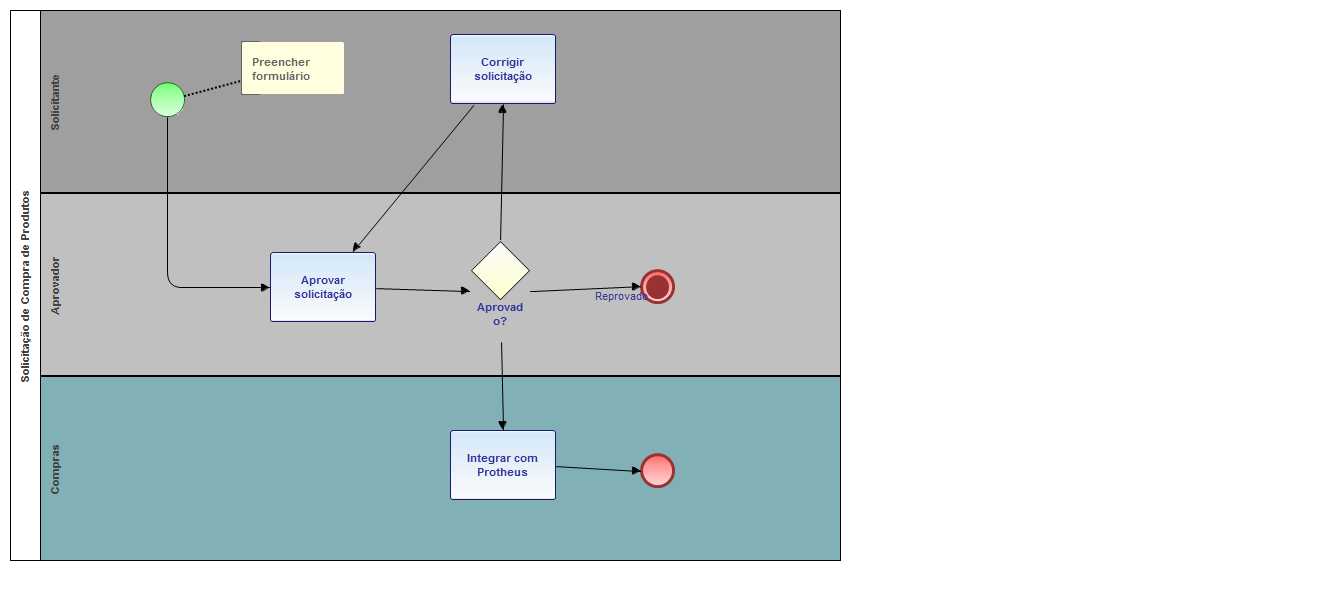 Solicitação de Compra de Produtos
Solicitante
Preencher
formulário
Corrigir
solicitação
Aprovador
Aprovar
solicitação
Aprovad
o?
Reprovado
Compras
Integrar com
Protheus